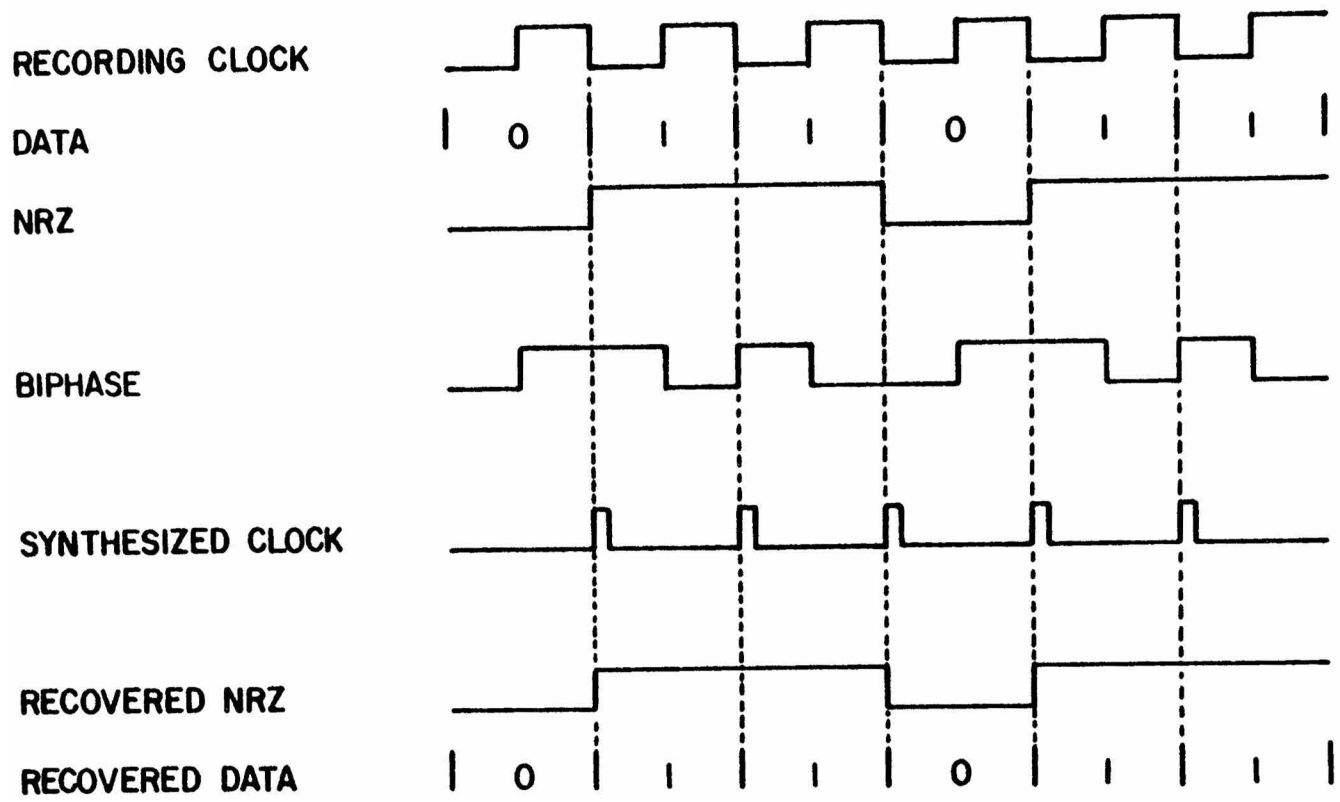 RECORDING CLOCK
DATA 0 1 1 0 1 1
NRZ
BIPHASE
SYNTHESIZED CLOCK
RECOVERED NRZ
RECOVERED DATA 0 1 1 0 1 1